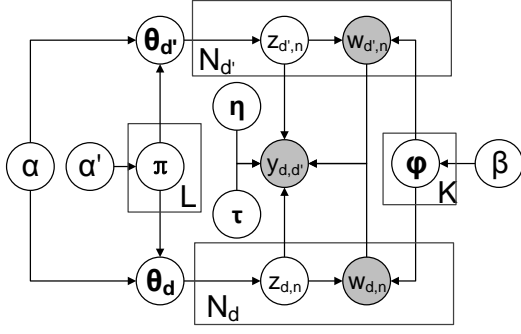 θd' zd',n wd',n
Nd'
η
α α' π yd,d' φ β
L K
τ
θd zd,n wd,n
Nd